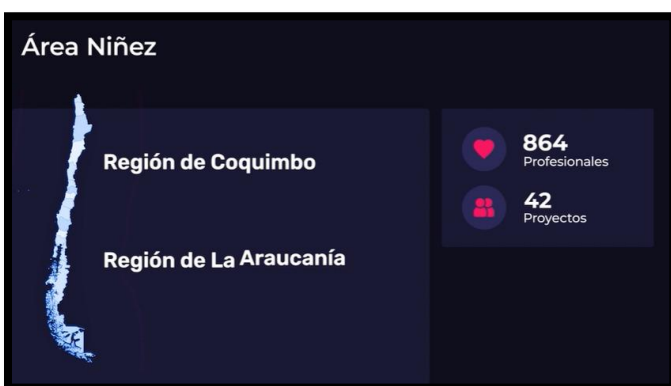 Área Niñez
Región de Coquimbo
Región de La Araucanía
864
Profesionales
42
Proyectos